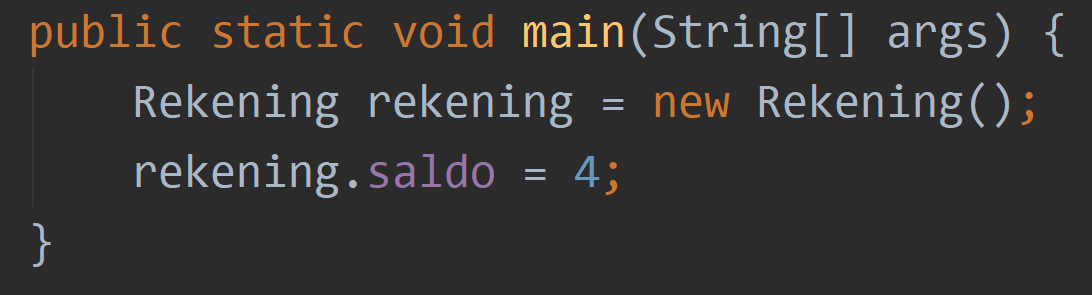 public static void main(String[] args) {
Rekening rekening = new Rekening();
rekening.saldo = 4;
}